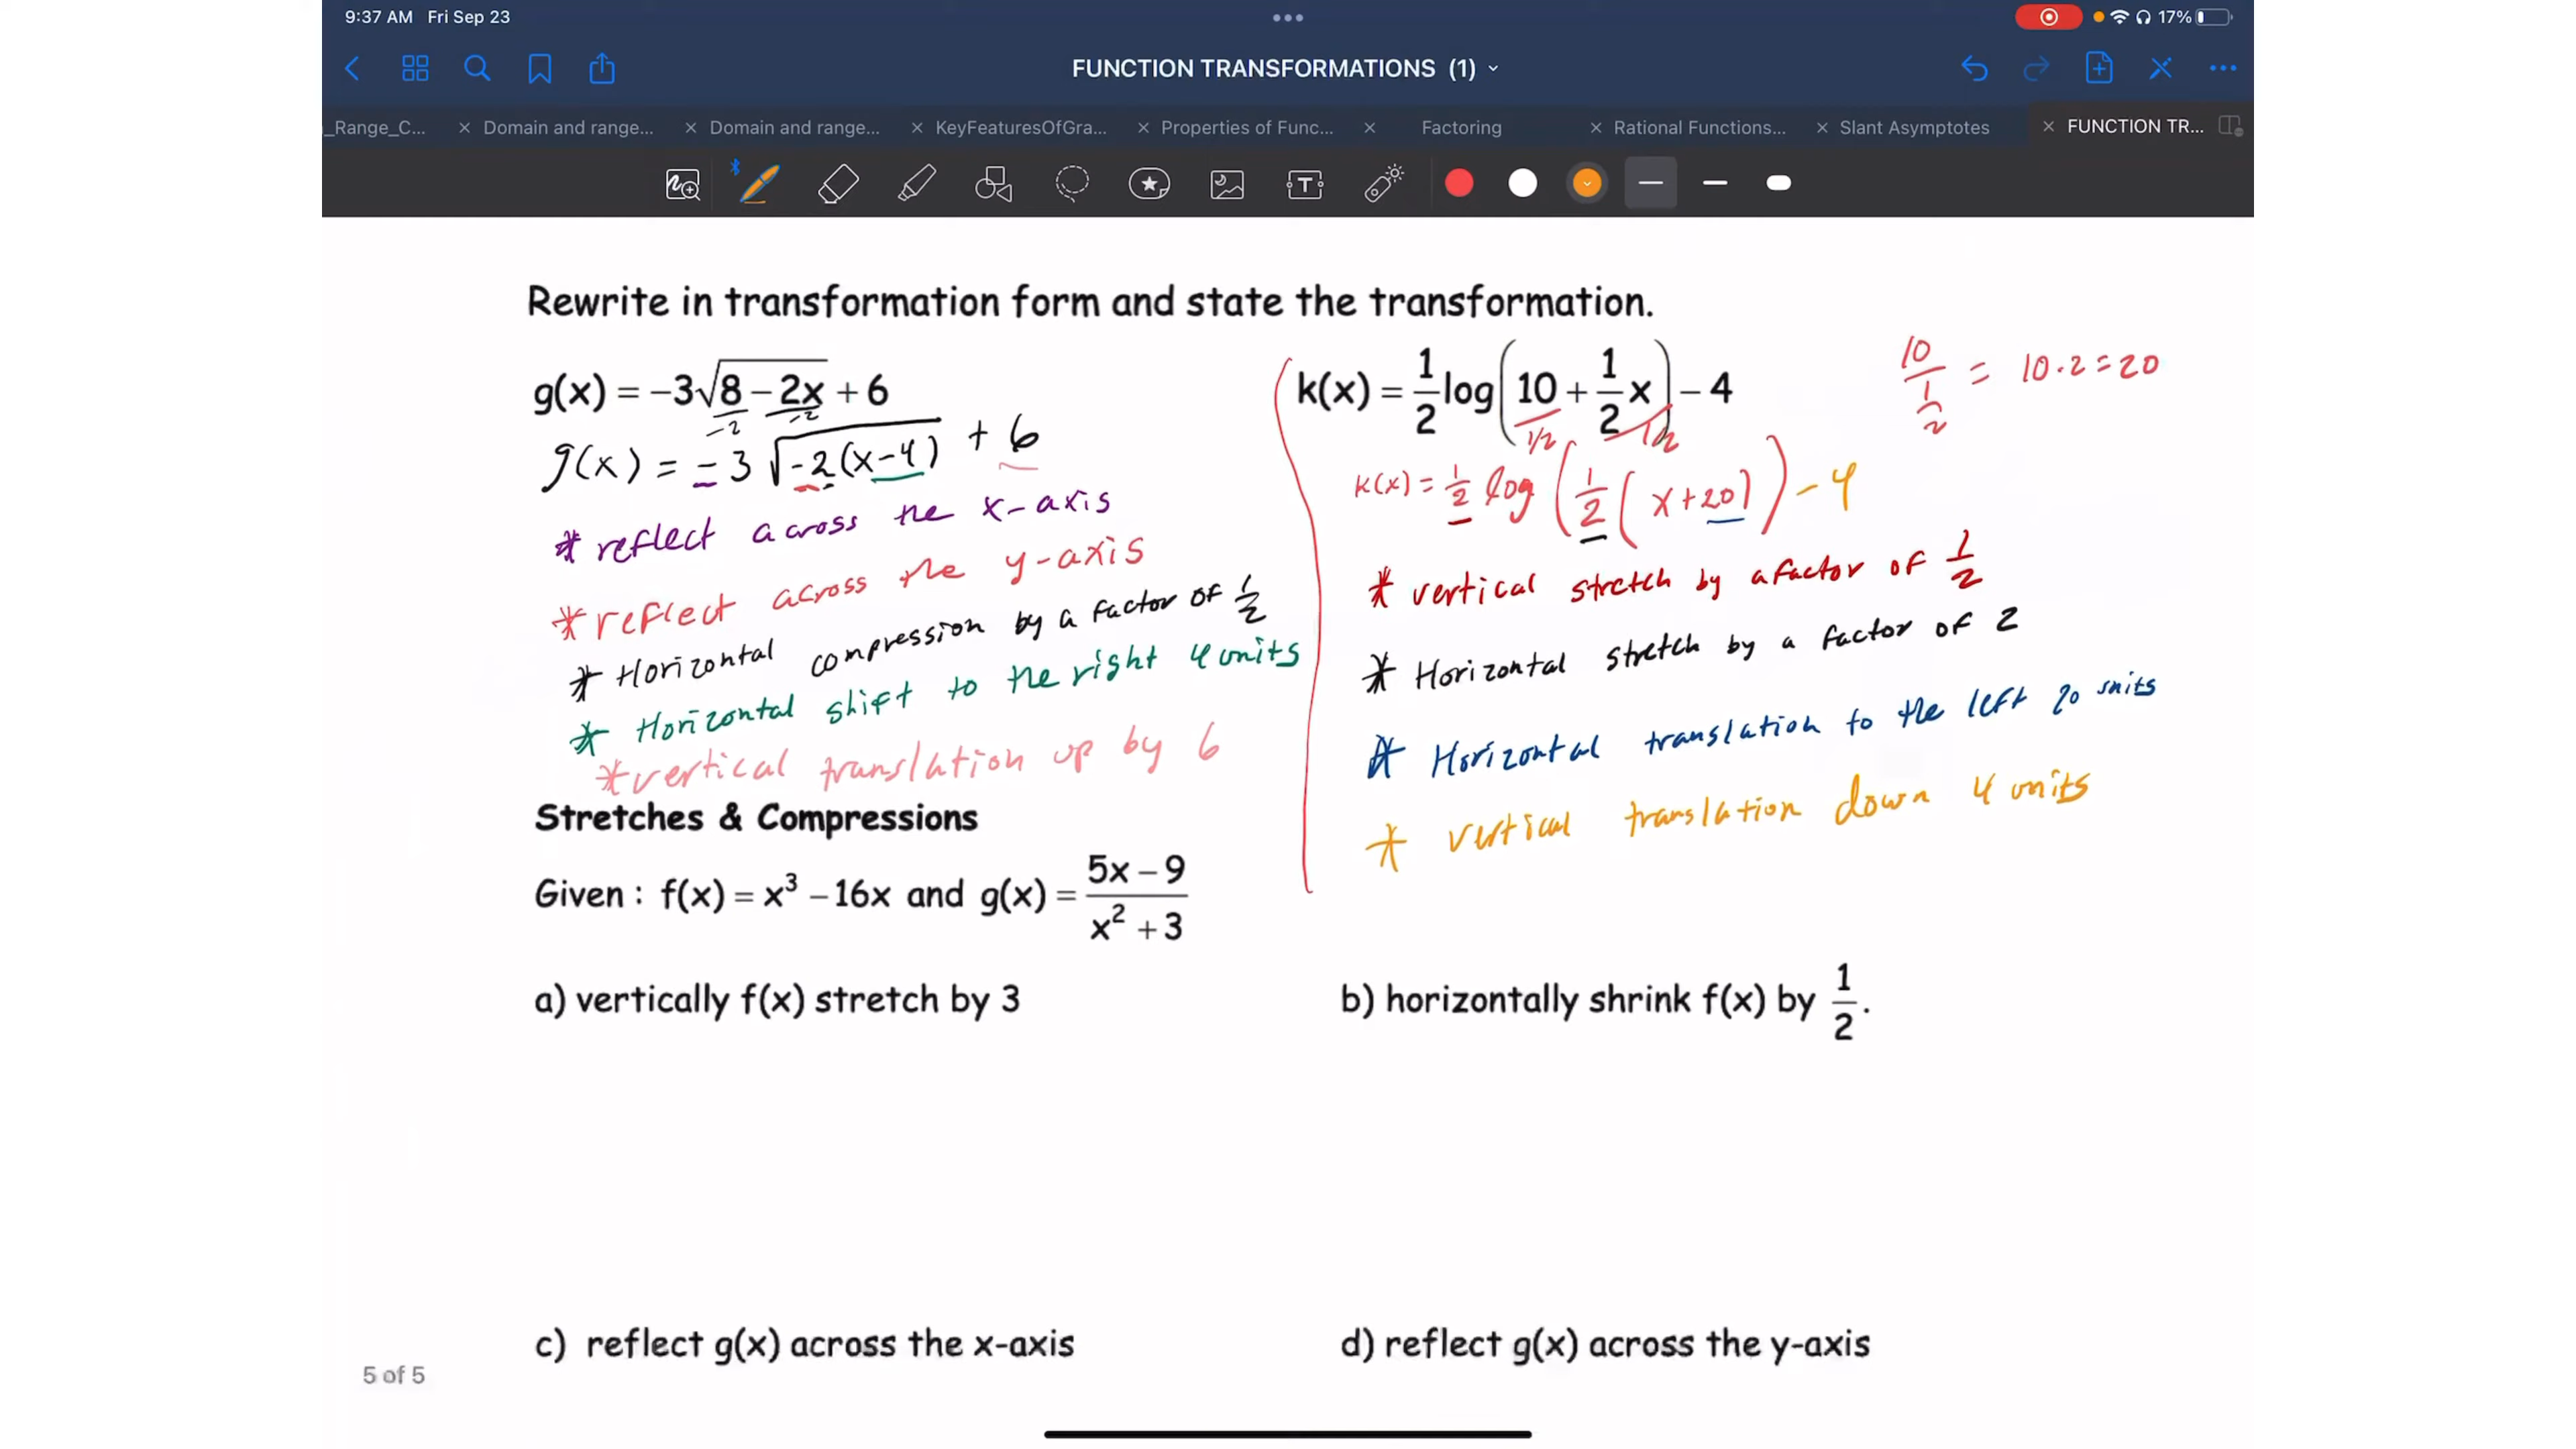 9:37 AM Fri Sep 23
17%
FUNCTION TRANSFORMATIONS (1)
_Range_C...
Domain and range...
Domain and range...
KeyFeaturesOfGra...
Properties of Func...
Factoring
Rational Functions...
Slant Asymptotes
FUNCTION TR...
Rewrite in transformation form and state the transformation.
g(x) = -3√(8 - 2x) + 6
-2 -2
g(x) = -3 √(-2(x-4)) + 6
* reflect across the x-axis
* reflect across the y-axis
* Horizontal compression by a factor of 1/2
* Horizontal shift to the right 4 units
* vertical translation up by 6
k(x) = 1/2 log(10 + 1/2 x) - 4
1/2 1/2
10/(1/2) = 10·2=20
k(x) = 1/2 log (1/2 (x+20)) - 4
* vertical stretch by a factor of 1/2
* Horizontal stretch by a factor of 2
* Horizontal translation to the left 20 units
* vertical translation down 4 units
Stretches & Compressions
Given : f(x) = x³ - 16x and g(x) = (5x - 9)/(x² + 3)
a) vertically f(x) stretch by 3
b) horizontally shrink f(x) by 1/2.
c) reflect g(x) across the x-axis
d) reflect g(x) across the y-axis
5 of 5